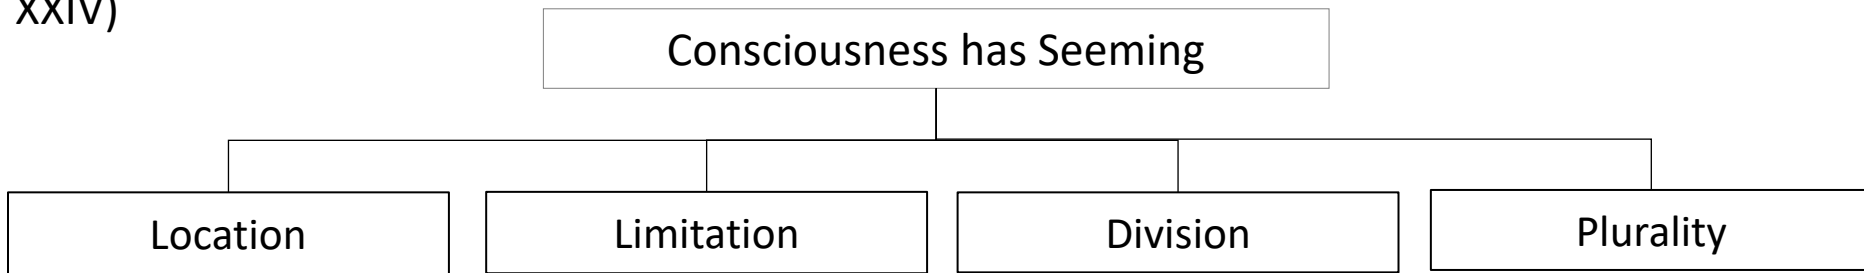 XXIV)
Consciousness has Seeming
Location
Limitation
Division
Plurality